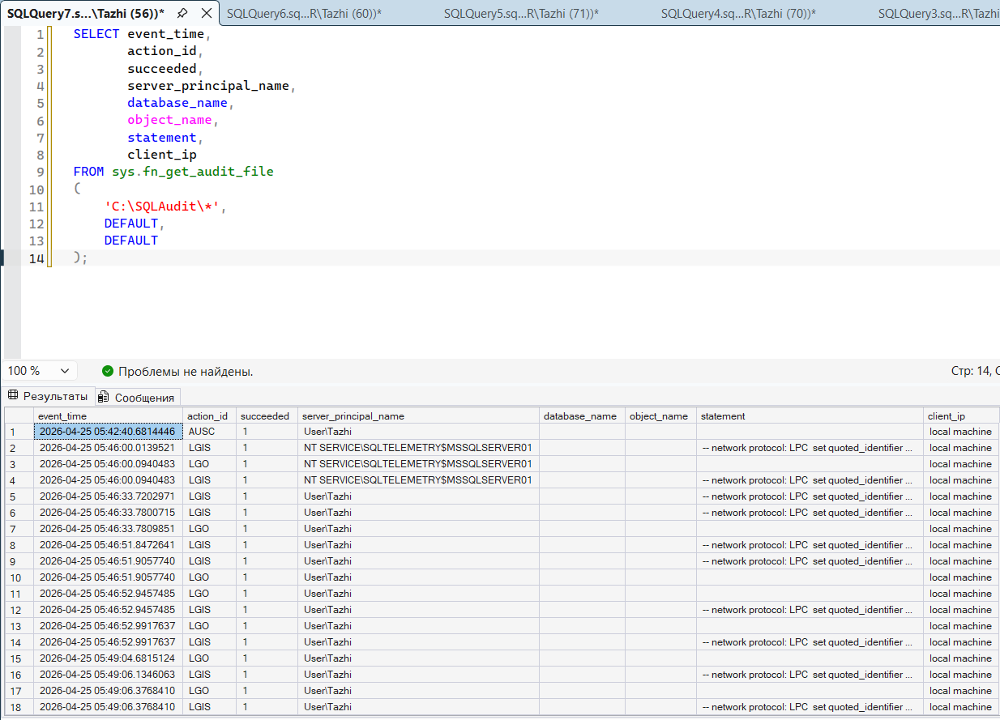 SQLQuery7.s...\Tazhi (56))* SQLQuery6.sq...R\Tazhi (60))* SQLQuery5.sq...R\Tazhi (71))* SQLQuery4.sq...R\Tazhi (70))* SQLQuery3.sq...R\Tazhi
1 SELECT event_time,
2 action_id,
3 succeeded,
4 server_principal_name,
5 database_name,
6 object_name,
7 statement,
8 client_ip
9 FROM sys.fn_get_audit_file
10 (
11 'C:\SQLAudit\*',
12 DEFAULT,
13 DEFAULT
14 );
100 % Проблемы не найдены. Стр: 14, С
Результаты Сообщения
event_time action_id succeeded server_principal_name database_name object_name statement client_ip
1 2026-04-25 05:42:40.6814446 AUSC 1 User\Tazhi local machine
2 2026-04-25 05:46:00.0139521 LGIS 1 NT SERVICE\SQLTELEMETRY$MSSQLSERVER01 -- network protocol: LPC set quoted_identifier ... local machine
3 2026-04-25 05:46:00.0940483 LGO 1 NT SERVICE\SQLTELEMETRY$MSSQLSERVER01 local machine
4 2026-04-25 05:46:00.0940483 LGIS 1 NT SERVICE\SQLTELEMETRY$MSSQLSERVER01 -- network protocol: LPC set quoted_identifier ... local machine
5 2026-04-25 05:46:33.7202971 LGIS 1 User\Tazhi -- network protocol: LPC set quoted_identifier ... local machine
6 2026-04-25 05:46:33.7800715 LGIS 1 User\Tazhi -- network protocol: LPC set quoted_identifier ... local machine
7 2026-04-25 05:46:33.7809851 LGO 1 User\Tazhi local machine
8 2026-04-25 05:46:51.8472641 LGIS 1 User\Tazhi -- network protocol: LPC set quoted_identifier ... local machine
9 2026-04-25 05:46:51.9057740 LGIS 1 User\Tazhi -- network protocol: LPC set quoted_identifier ... local machine
10 2026-04-25 05:46:51.9057740 LGO 1 User\Tazhi local machine
11 2026-04-25 05:46:52.9457485 LGO 1 User\Tazhi local machine
12 2026-04-25 05:46:52.9457485 LGIS 1 User\Tazhi -- network protocol: LPC set quoted_identifier ... local machine
13 2026-04-25 05:46:52.9917637 LGO 1 User\Tazhi local machine
14 2026-04-25 05:46:52.9917637 LGIS 1 User\Tazhi -- network protocol: LPC set quoted_identifier ... local machine
15 2026-04-25 05:49:04.6815124 LGO 1 User\Tazhi local machine
16 2026-04-25 05:49:06.1346063 LGIS 1 User\Tazhi -- network protocol: LPC set quoted_identifier ... local machine
17 2026-04-25 05:49:06.3768410 LGO 1 User\Tazhi local machine
18 2026-04-25 05:49:06.3768410 LGIS 1 User\Tazhi -- network protocol: LPC set quoted_identifier ... local machine